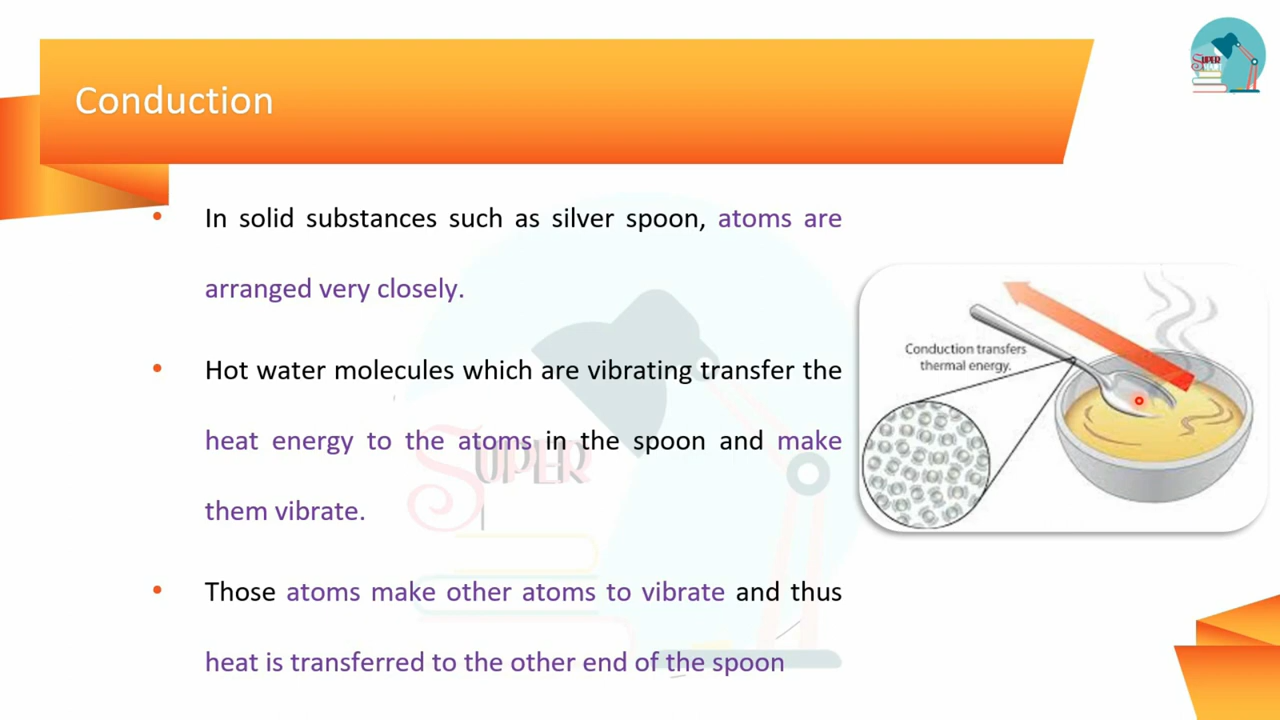 Conduction
SUPER
• In solid substances such as silver spoon, atoms are
arranged very closely.
• Hot water molecules which are vibrating transfer the
heat energy to the atoms in the spoon and make
them vibrate.
• Those atoms make other atoms to vibrate and thus
heat is transferred to the other end of the spoon
Conduction transfers
thermal energy.
SUPER